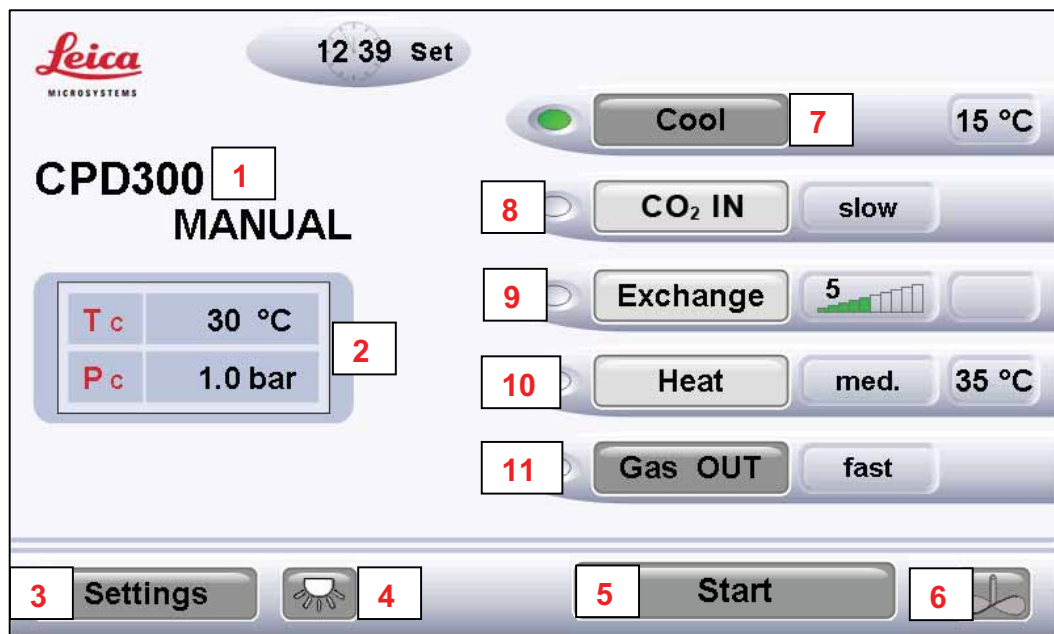 Leica
MICROSYSTEMS
12 39 Set
CPD300 1
MANUAL
Tc 30 °C
Pc 1.0 bar
2
Cool 7 15 °C
8 CO₂ IN slow
9 Exchange 5
10 Heat med. 35 °C
11 Gas OUT fast
3 Settings 4 5 Start 6